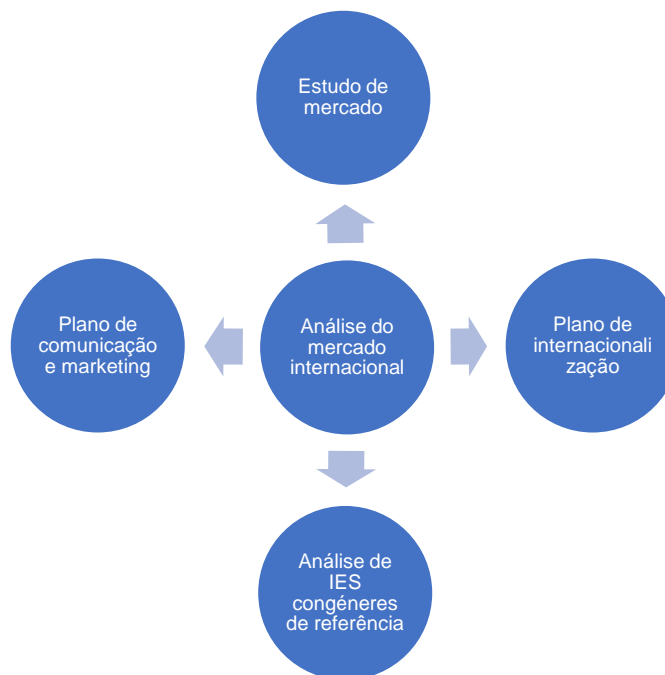 Estudo de
mercado
Plano de
comunicação
e marketing
Análise do
mercado
internacional
Plano de
internacionali
zação
Análise de
IES
congéneres
de referência